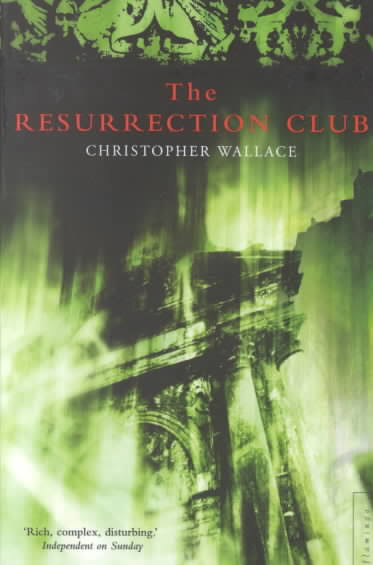 The
RESURRECTION CLUB
CHRISTOPHER WALLACE
'Rich, complex, disturbing.'
Independent on Sunday
flamingo